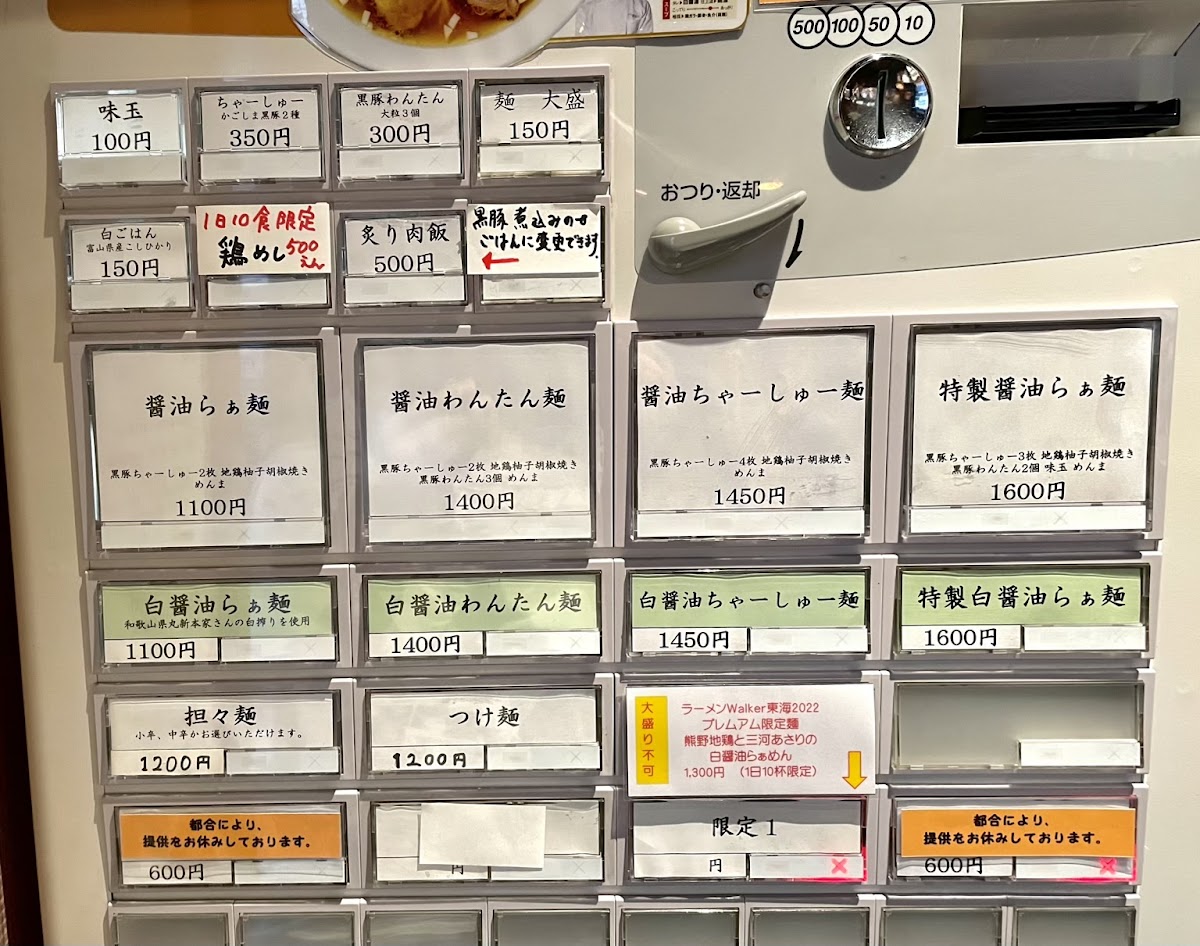 500 100 50 10
おつり・返却
味玉
100円
ちゃーしゅー
かごしま黒豚2種
350円
黒豚わんたん
大粒3個
300円
麺 大盛
150円
白ごはん
富山県産こしひかり
150円
1日10食限定
鶏めし500えん
炙り肉飯
500円
黒豚煮込みのせ
ごはんに変更できます。
←
醤油らぁ麺
黒豚ちゃーしゅー2枚 地鶏柚子胡椒焼き
めんま
1100円
醤油わんたん麺
黒豚ちゃーしゅー2枚 地鶏柚子胡椒焼き
黒豚わんたん3個 めんま
1400円
醤油ちゃーしゅー麺
黒豚ちゃーしゅー4枚 地鶏柚子胡椒焼き
めんま
1450円
特製醤油らぁ麺
黒豚ちゃーしゅー3枚 地鶏柚子胡椒焼き
黒豚わんたん2個 味玉 めんま
1600円
白醤油らぁ麺
和歌山県丸新本家さんの白搾りを使用
1100円
白醤油わんたん麺
1400円
白醤油ちゃーしゅー麺
1450円
特製白醤油らぁ麺
1600円
担々麺
小辛、中辛かお選びいただけます。
1200円
つけ麺
1200円
大盛り不可
ラーメンWalker東海2022
プレムアム限定麺
熊野地鶏と三河あさりの
白醤油らぁめん
1,300円 (1日10杯限定)
都合により、
提供をお休みしております。
600円
円
限定1
円
都合により、
提供をお休みしております。
600円